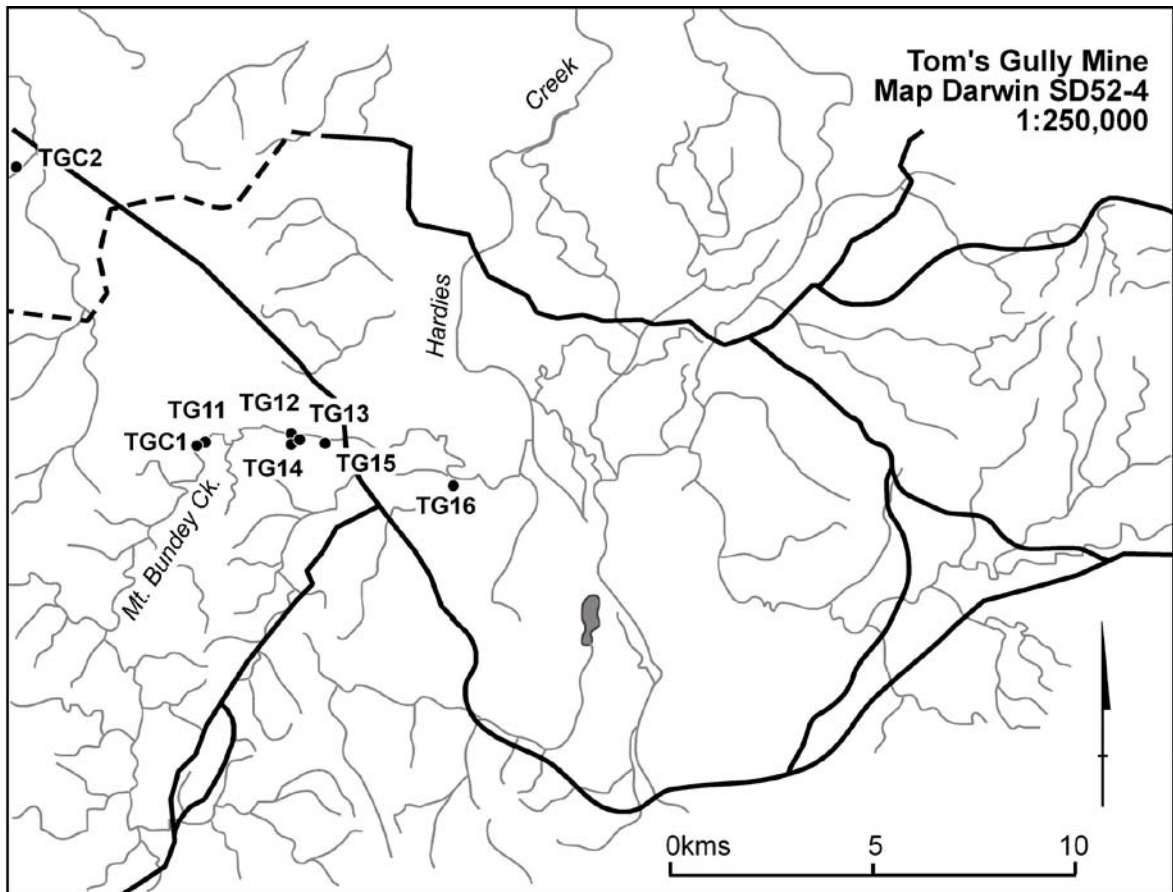 Tom's Gully Mine
Map Darwin SD52-4
1:250,000
Creek
TGC2
Hardies
TG11
TG12
TG13
TGC1
TG14
TG15
TG16
Mt. Bundey Ck.
0kms 5 10